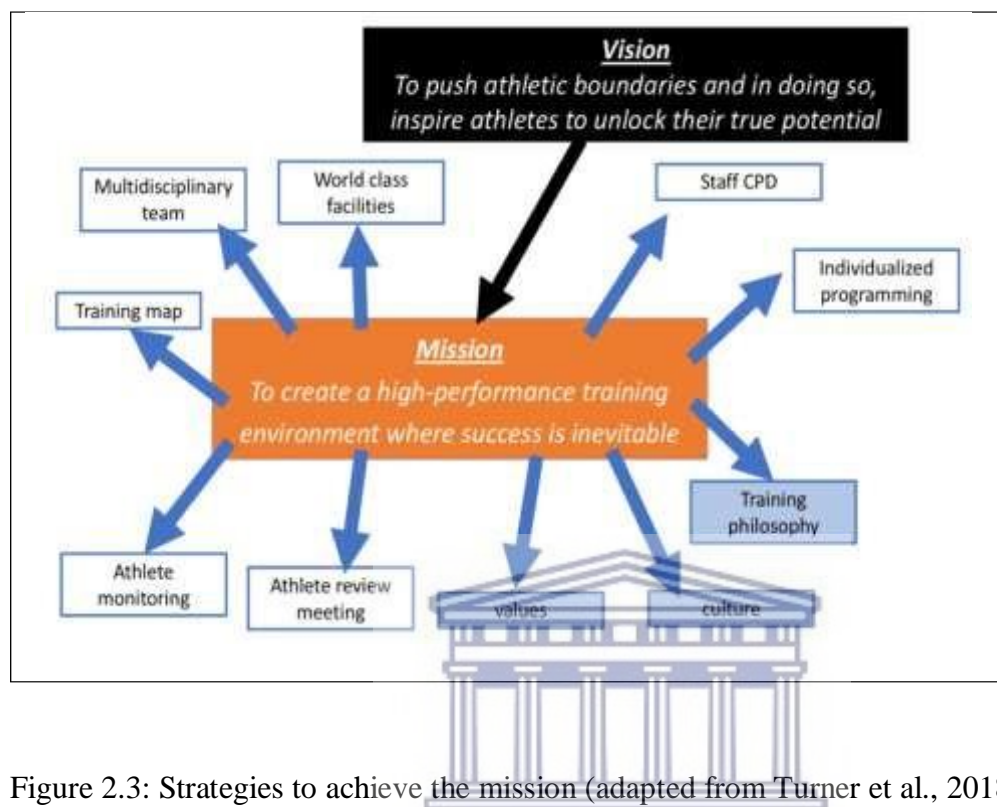 Vision
To push athletic boundaries and in doing so,
inspire athletes to unlock their true potential
Multidisciplinary
team
World class
facilities
Staff CPD
Individualized
programming
Training map
Mission
To create a high-performance training
environment where success is inevitable
Training
philosophy
Athlete
monitoring
Athlete review
meeting
values
culture
Figure 2.3: Strategies to achieve the mission (adapted from Turner et al.,